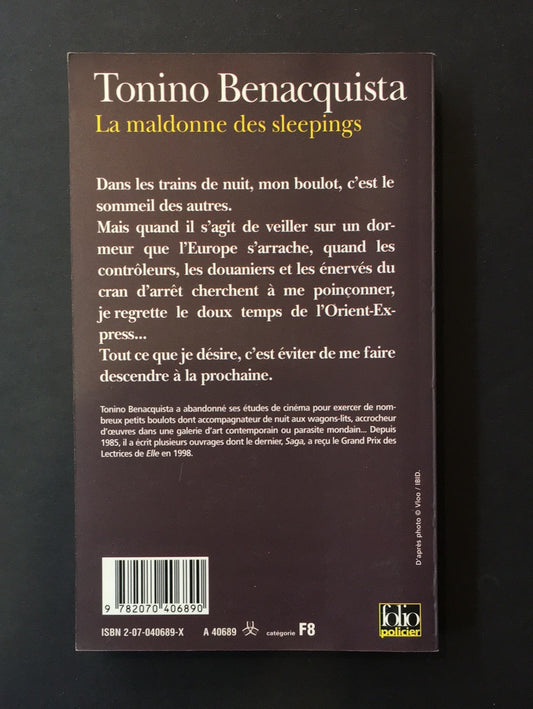 Tonino Benacquista
La maldonne des sleepings
Dans les trains de nuit, mon boulot, c'est le
sommeil des autres.
Mais quand il s'agit de veiller sur un dor-
meur que l'Europe s'arrache, quand les
contrôleurs, les douaniers et les énervés du
cran d'arrêt cherchent à me poinçonner,
je regrette le doux temps de l'Orient-Ex-
press...
Tout ce que je désire, c'est éviter de me faire
descendre à la prochaine.
Tonino Benacquista a abandonné ses études de cinéma pour exercer de nom-
breux petits boulots dont accompagnateur de nuit aux wagons-lits, accrocheur
d'œuvres dans une galerie d'art contemporain ou parasite mondain... Depuis
1985, il a écrit plusieurs ouvrages dont le dernier, Saga, a reçu le Grand Prix des
Lectrices de Elle en 1998.
D'après photo © Vloo / IBID.
9 782070 406890
ISBN 2-07-040689-X A 40689 catégorie F8
folio
policier